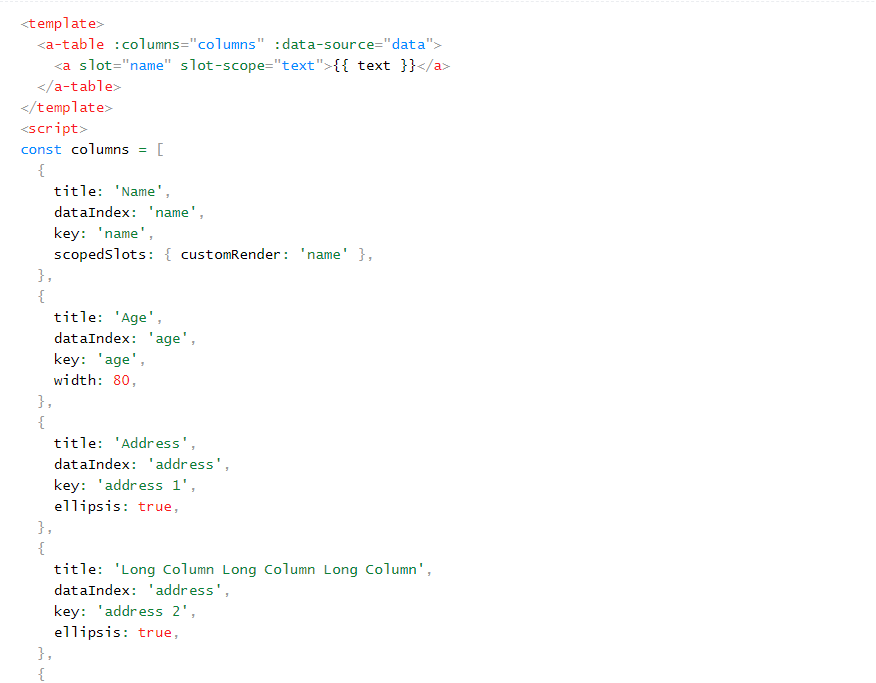 <template>
  <a-table :columns="columns" :data-source="data">
    <a slot="name" slot-scope="text">{{ text }}</a>
  </a-table>
</template>
<script>
const columns = [
  {
    title: 'Name',
    dataIndex: 'name',
    key: 'name',
    scopedSlots: { customRender: 'name' },
  },
  {
    title: 'Age',
    dataIndex: 'age',
    key: 'age',
    width: 80,
  },
  {
    title: 'Address',
    dataIndex: 'address',
    key: 'address 1',
    ellipsis: true,
  },
  {
    title: 'Long Column Long Column Long Column',
    dataIndex: 'address',
    key: 'address 2',
    ellipsis: true,
  },
  {